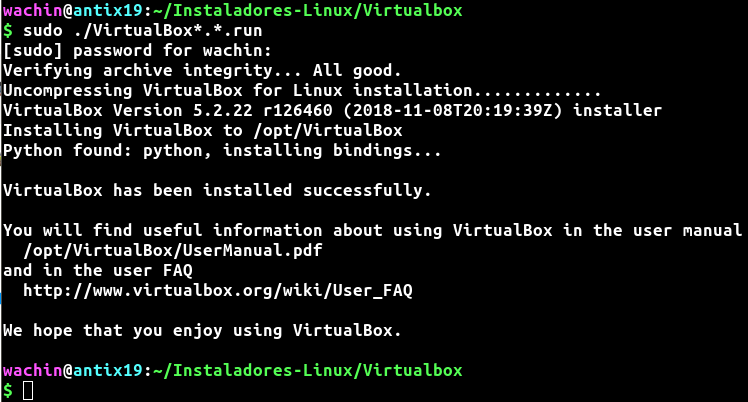 wachin@antix19:~/Instaladores-Linux/Virtualbox
$ sudo ./VirtualBox*.*.run
[sudo] password for wachin:
Verifying archive integrity... All good.
Uncompressing VirtualBox for Linux installation.............
VirtualBox Version 5.2.22 r126460 (2018-11-08T20:19:39Z) installer
Installing VirtualBox to /opt/VirtualBox
Python found: python, installing bindings...
VirtualBox has been installed successfully.
You will find useful information about using VirtualBox in the user manual
/opt/VirtualBox/UserManual.pdf
and in the user FAQ
http://www.virtualbox.org/wiki/User_FAQ
We hope that you enjoy using VirtualBox.
wachin@antix19:~/Instaladores-Linux/Virtualbox
$